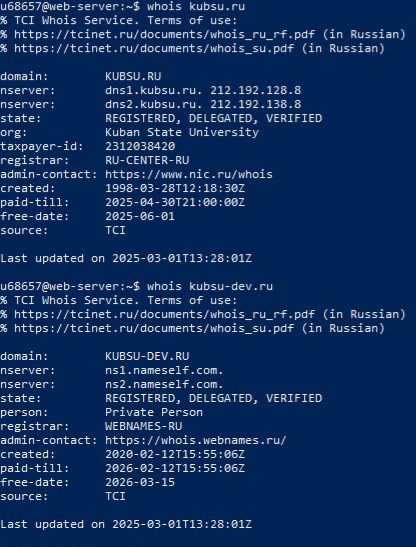 u68657@web-server:~$ whois kubsu.ru
% TCI Whois Service. Terms of use:
% https://tcinet.ru/documents/whois_ru_rf.pdf (in Russian)
% https://tcinet.ru/documents/whois_su.pdf (in Russian)

domain:        KUBSU.RU
nserver:       dns1.kubsu.ru. 212.192.128.8
nserver:       dns2.kubsu.ru. 212.192.138.8
state:         REGISTERED, DELEGATED, VERIFIED
org:           Kuban State University
taxpayer-id:   2312038420
registrar:     RU-CENTER-RU
admin-contact: https://www.nic.ru/whois
created:       1998-03-28T12:18:30Z
paid-till:     2025-04-30T21:00:00Z
free-date:     2025-06-01
source:        TCI

Last updated on 2025-03-01T13:28:01Z

u68657@web-server:~$ whois kubsu-dev.ru
% TCI Whois Service. Terms of use:
% https://tcinet.ru/documents/whois_ru_rf.pdf (in Russian)
% https://tcinet.ru/documents/whois_su.pdf (in Russian)

domain:        KUBSU-DEV.RU
nserver:       ns1.nameself.com.
nserver:       ns2.nameself.com.
state:         REGISTERED, DELEGATED, VERIFIED
person:        Private Person
registrar:     WEBNAMES-RU
admin-contact: https://whois.webnames.ru/
created:       2020-02-12T15:55:06Z
paid-till:     2026-02-12T15:55:06Z
free-date:     2026-03-15
source:        TCI

Last updated on 2025-03-01T13:28:01Z